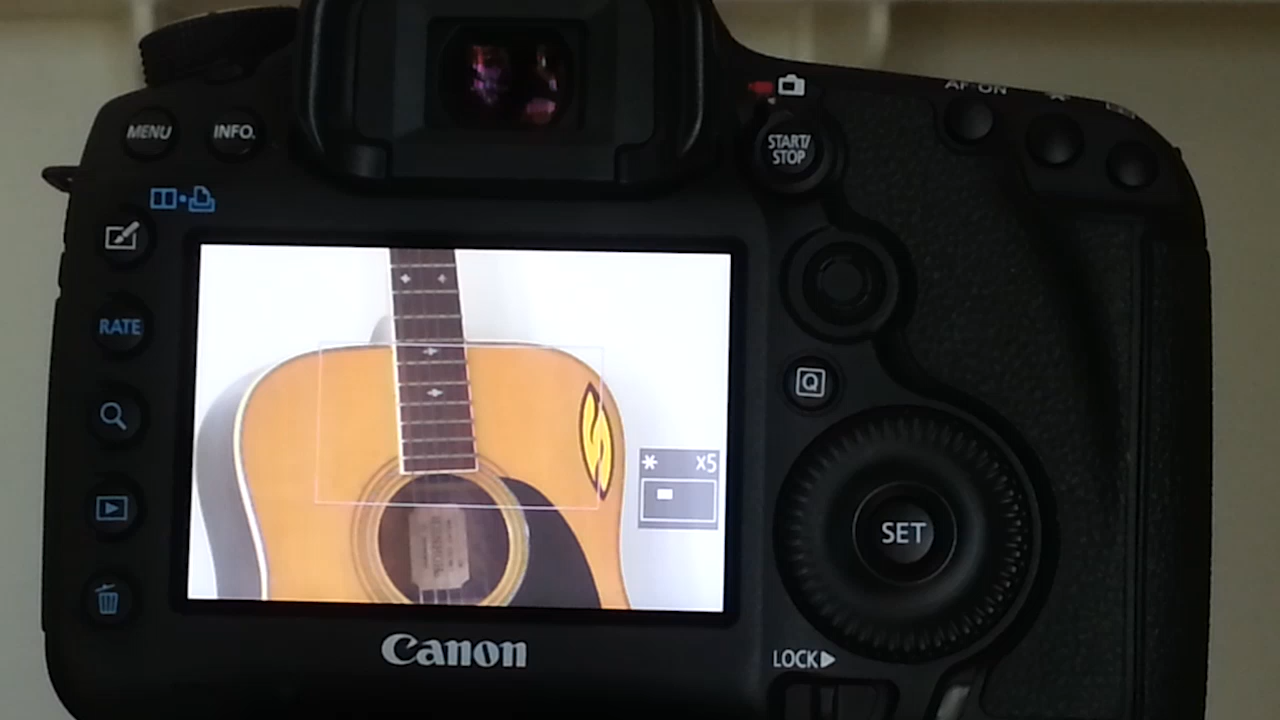 MENU
INFO.
START/
STOP
AF-ON
RATE
Q
x5
SET
Canon
LOCK